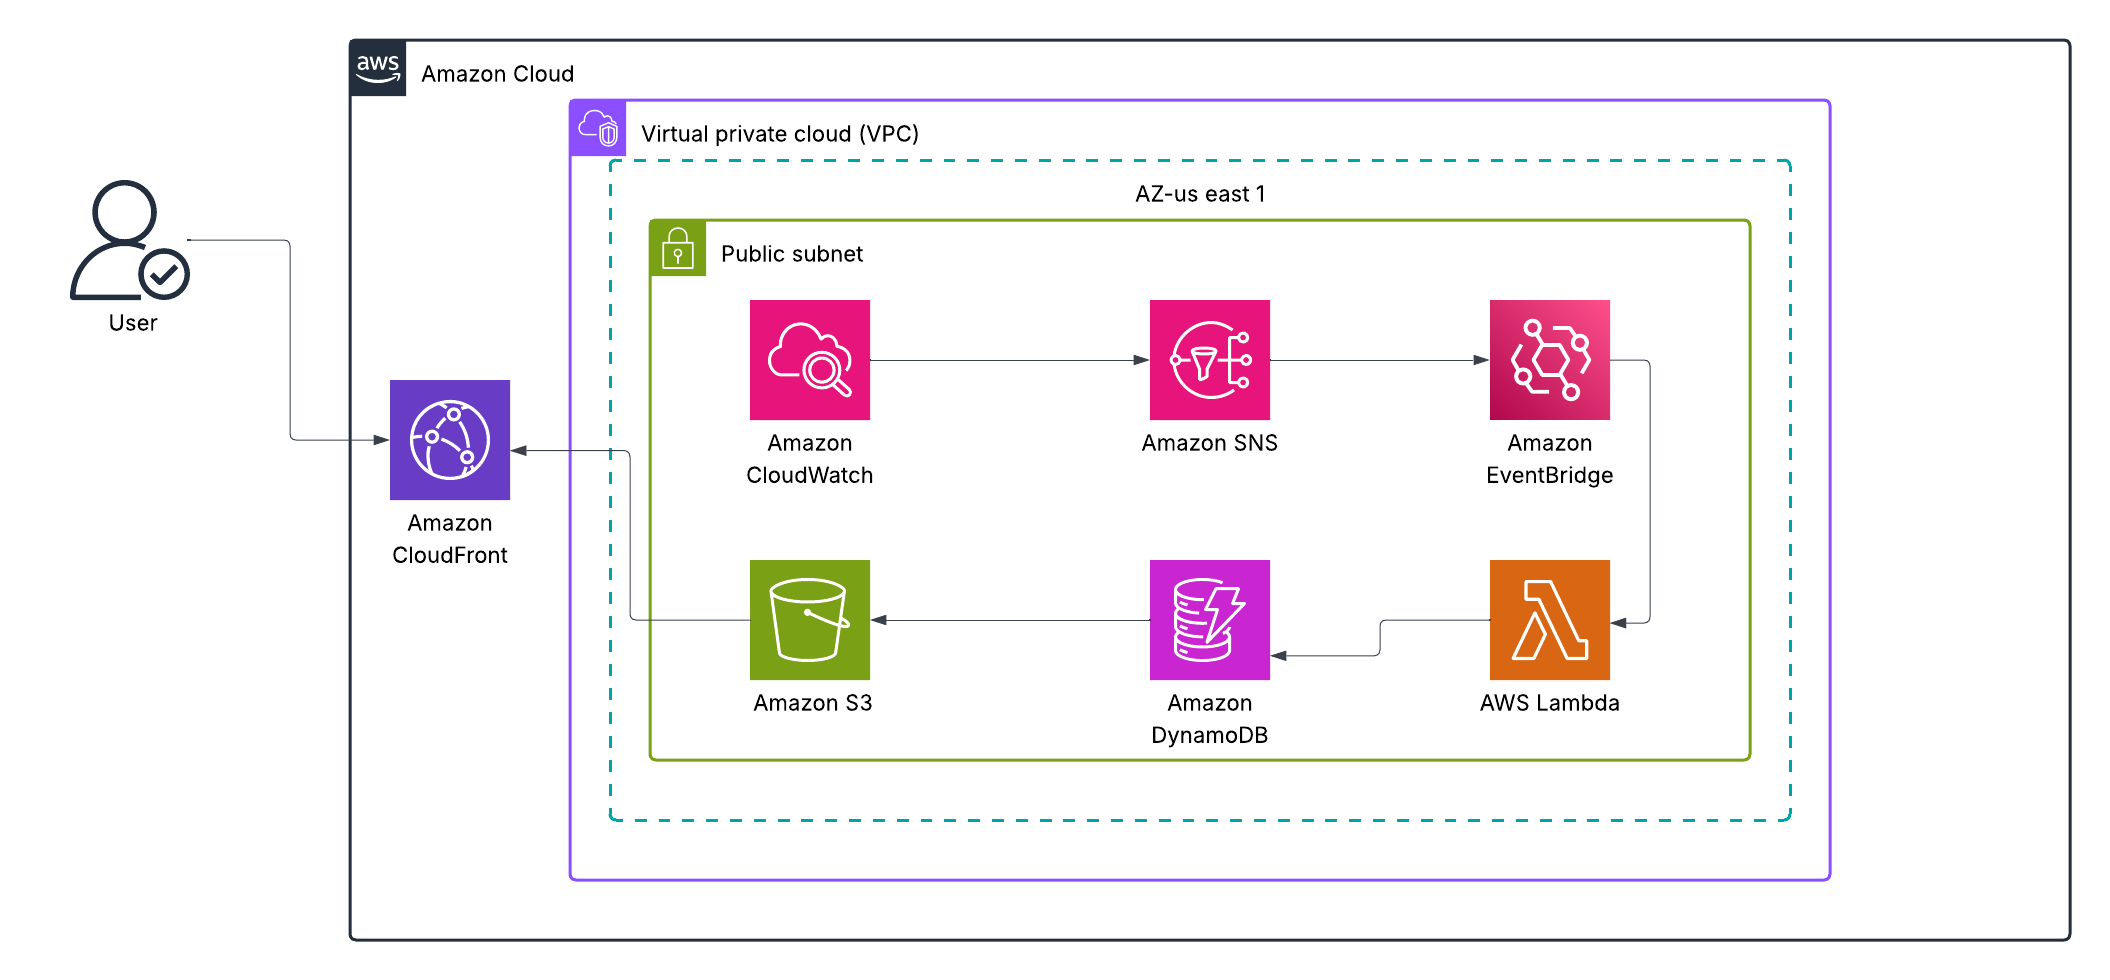 aws
Amazon Cloud
Virtual private cloud (VPC)
AZ-us east 1
Public subnet
User
Amazon
CloudWatch
Amazon SNS
Amazon
EventBridge
Amazon
CloudFront
Amazon S3
Amazon
DynamoDB
AWS Lambda